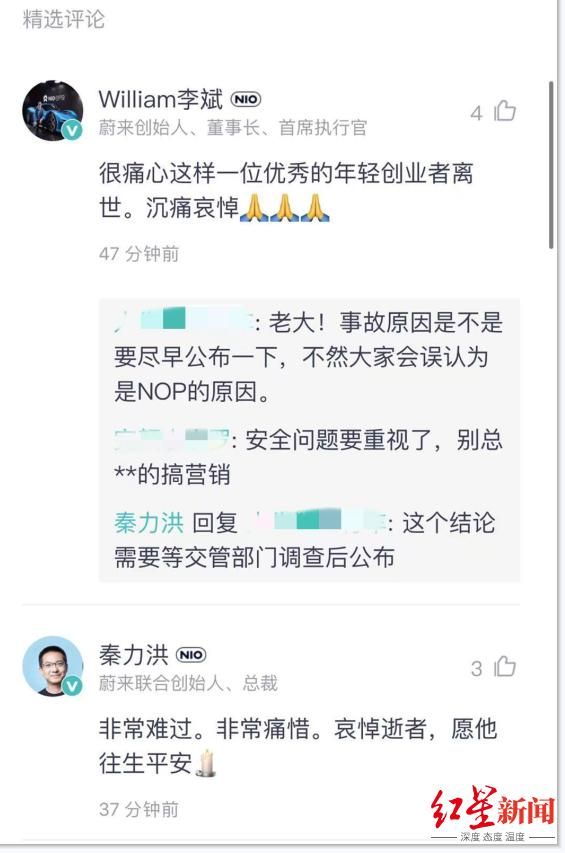 精选评论
William李斌 NIO
4
蔚来创始人、董事长、首席执行官
很痛心这样一位优秀的年轻创业者离
世。沉痛哀悼🙏🙏🙏
47 分钟前
: 老大！事故原因是不是
要尽早公布一下，不然大家会误认为
是NOP的原因。
: 安全问题要重视了，别总
**的搞营销
秦力洪 回复 : 这个结论
需要等交管部门调查后公布
秦力洪 NIO
3
蔚来联合创始人、总裁
非常难过。非常痛惜。哀悼逝者，愿他
往生平安🕯
37 分钟前
红星新闻
深度 态度 温度